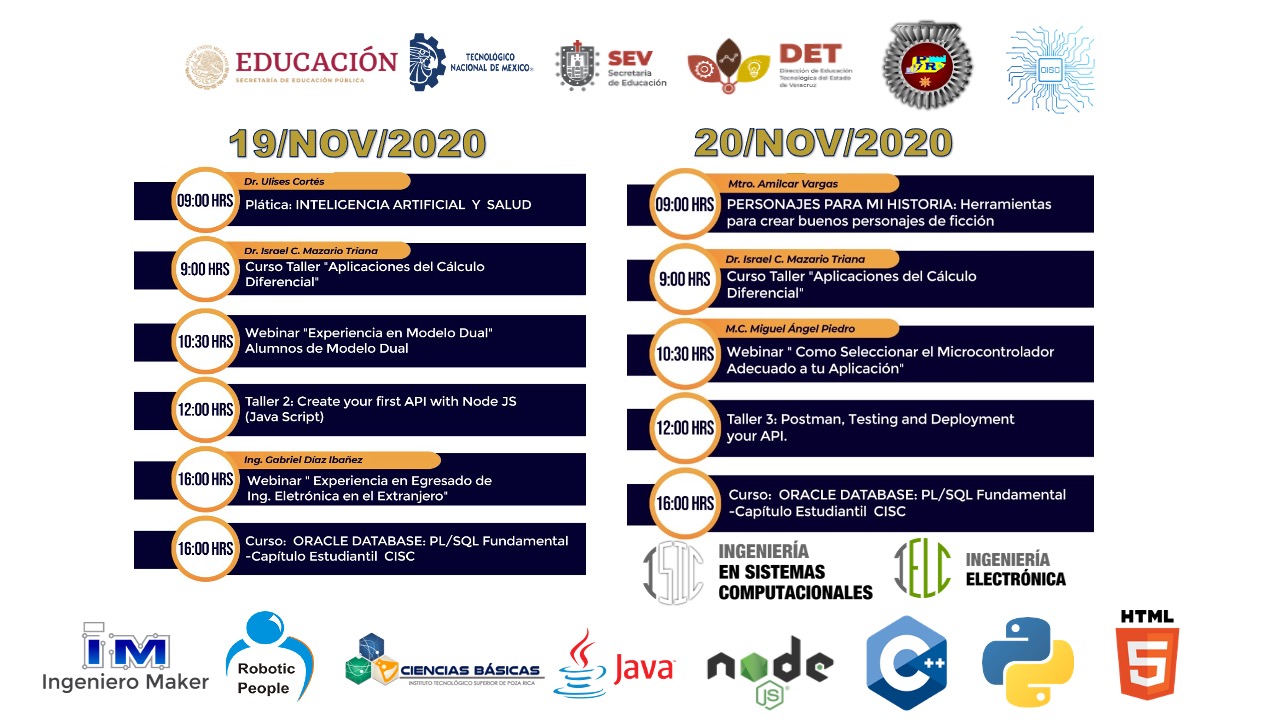 EDUCACIÓN
SECRETARÍA DE EDUCACIÓN PÚBLICA
TECNOLÓGICO
NACIONAL DE MÉXICO
SEV
Secretaría
de Educación
DET
Dirección de Educación
Tecnológica del Estado
de Veracruz
CISC
19/NOV/2020
Dr. Ulises Cortés
09:00 HRS
Plática: INTELIGENCIA ARTIFICIAL Y SALUD
Dr. Israel C. Mazario Triana
9:00 HRS
Curso Taller "Aplicaciones del Cálculo
Diferencial"
10:30 HRS
Webinar "Experiencia en Modelo Dual"
Alumnos de Modelo Dual
12:00 HRS
Taller 2: Create your first API with Node JS
(Java Script)
Ing. Gabriel Díaz Ibañez
16:00 HRS
Webinar " Experiencia en Egresado de
Ing. Eletrónica en el Extranjero"
16:00 HRS
Curso: ORACLE DATABASE: PL/SQL Fundamental
-Capítulo Estudiantil CISC
20/NOV/2020
Mtro. Amilcar Vargas
09:00 HRS
PERSONAJES PARA MI HISTORIA: Herramientas
para crear buenos personajes de ficción
Dr. Israel C. Mazario Triana
9:00 HRS
Curso Taller "Aplicaciones del Cálculo
Diferencial"
M.C. Miguel Ángel Piedro
10:30 HRS
Webinar " Como Seleccionar el Microcontrolador
Adecuado a tu Aplicación"
12:00 HRS
Taller 3: Postman, Testing and Deployment
your API.
16:00 HRS
Curso: ORACLE DATABASE: PL/SQL Fundamental
-Capítulo Estudiantil CISC
ISIC
INGENIERÍA
EN SISTEMAS
COMPUTACIONALES
IELC
INGENIERÍA
ELECTRÓNICA
iM
Ingeniero Maker
Robotic
People
CIENCIAS BÁSICAS
INSTITUTO TECNOLÓGICO SUPERIOR DE POZA RICA
Java
node
JS
C++
HTML
5